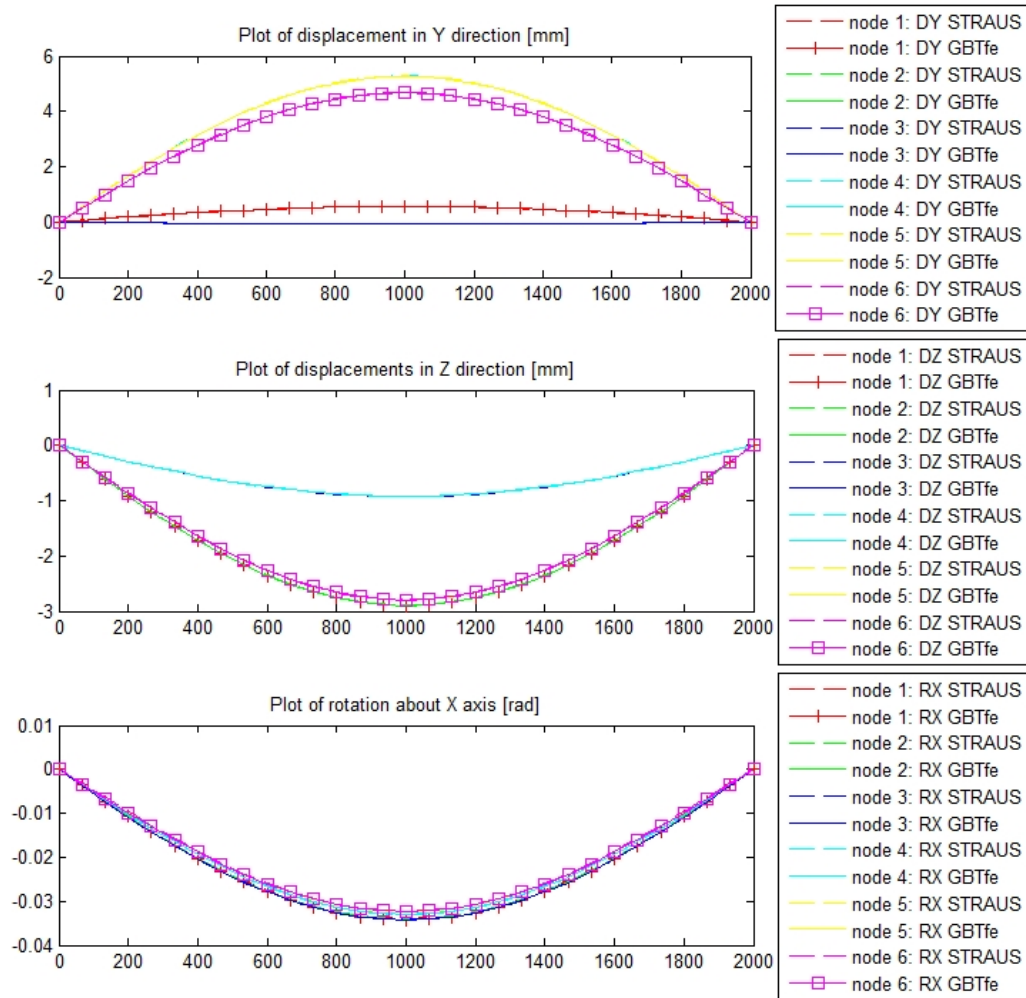 Plot of displacement in Y direction [mm]
6
4
2
0
-2
0 200 400 600 800 1000 1200 1400 1600 1800 2000
node 1: DY STRAUS
node 1: DY GBTfe
node 2: DY STRAUS
node 2: DY GBTfe
node 3: DY STRAUS
node 3: DY GBTfe
node 4: DY STRAUS
node 4: DY GBTfe
node 5: DY STRAUS
node 5: DY GBTfe
node 6: DY STRAUS
node 6: DY GBTfe
Plot of displacements in Z direction [mm]
1
0
-1
-2
-3
0 200 400 600 800 1000 1200 1400 1600 1800 2000
node 1: DZ STRAUS
node 1: DZ GBTfe
node 2: DZ STRAUS
node 2: DZ GBTfe
node 3: DZ STRAUS
node 3: DZ GBTfe
node 4: DZ STRAUS
node 4: DZ GBTfe
node 5: DZ STRAUS
node 5: DZ GBTfe
node 6: DZ STRAUS
node 6: DZ GBTfe
Plot of rotation about X axis [rad]
0.01
0
-0.01
-0.02
-0.03
-0.04
0 200 400 600 800 1000 1200 1400 1600 1800 2000
node 1: RX STRAUS
node 1: RX GBTfe
node 2: RX STRAUS
node 2: RX GBTfe
node 3: RX STRAUS
node 3: RX GBTfe
node 4: RX STRAUS
node 4: RX GBTfe
node 5: RX STRAUS
node 5: RX GBTfe
node 6: RX STRAUS
node 6: RX GBTfe